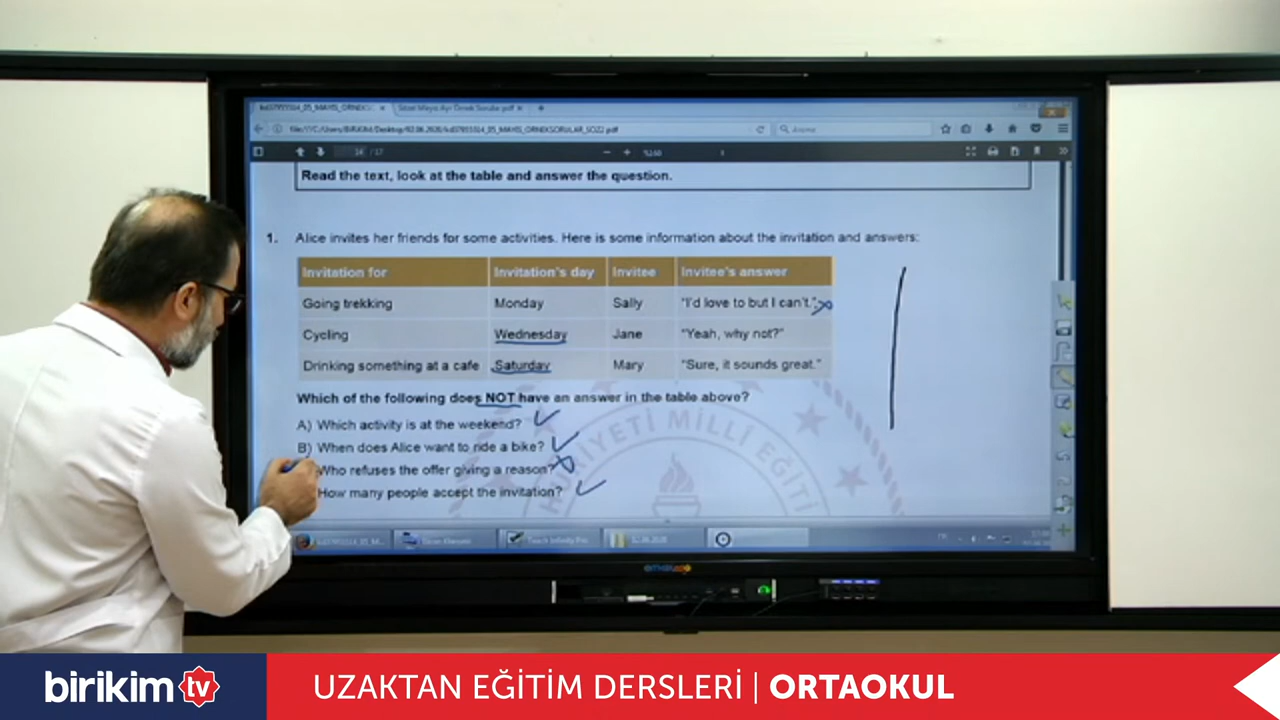 Read the text, look at the table and answer the question.
1. Alice invites her friends for some activities. Here is some information about the invitation and answers:
Invitation for Invitation's day Invitee Invitee's answer
Going trekking Monday Sally "I'd love to but I can't."
Cycling Wednesday Jane "Yeah, why not?"
Drinking something at a cafe Saturday Mary "Sure, it sounds great."
Which of the following does NOT have an answer in the table above?
A) Which activity is at the weekend?
B) When does Alice want to ride a bike?
Who refuses the offer giving a reason?
How many people accept the invitation?
MİLLİ EĞİTİ
birikim tv
UZAKTAN EĞİTİM DERSLERİ | ORTAOKUL